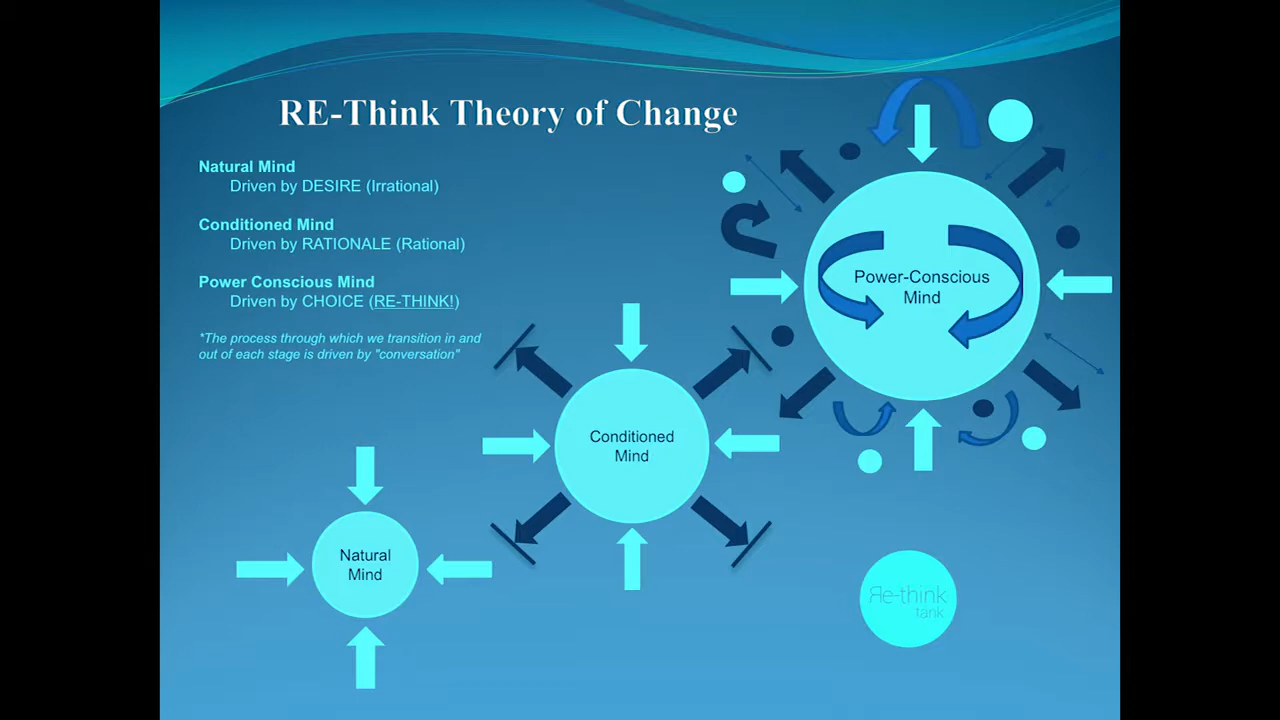 RE-Think Theory of Change
Natural Mind
Driven by DESIRE (Irrational)
Conditioned Mind
Driven by RATIONALE (Rational)
Power Conscious Mind
Driven by CHOICE (RE-THINK!)
*The process through which we transition in and
out of each stage is driven by "conversation"
Power-Conscious
Mind
Conditioned
Mind
Natural
Mind
Яe-think
tank